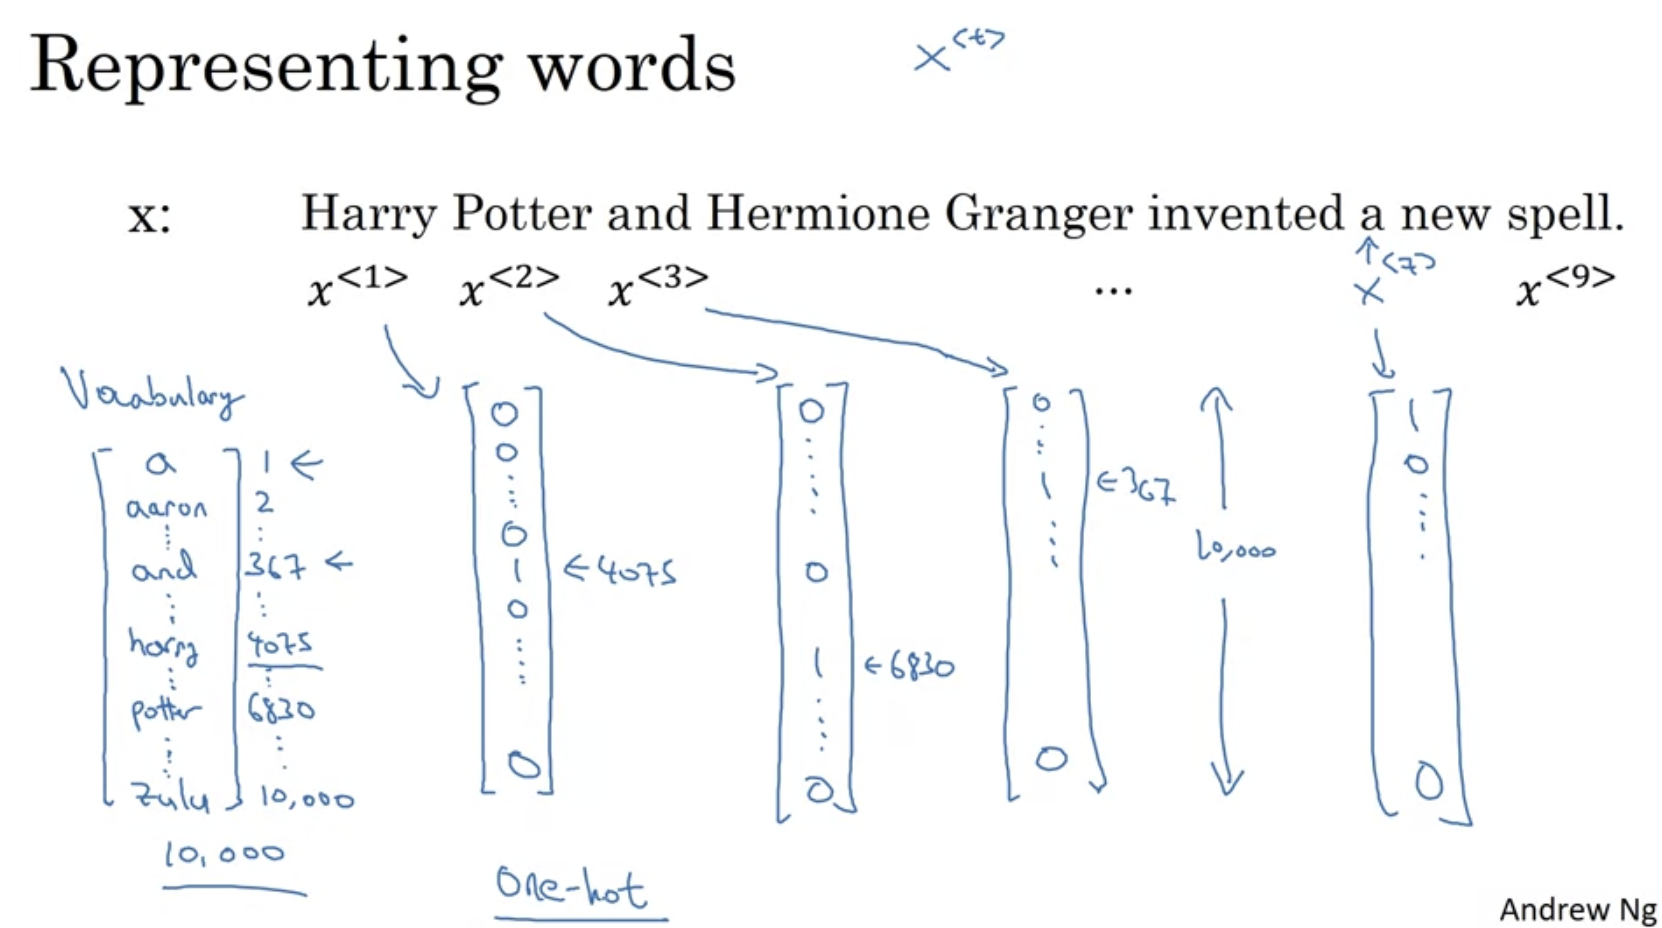 Representing words
x<t>
x: Harry Potter and Hermione Granger invented a new spell.
x<1> x<2> x<3> ... x<7> x<9>
Vocabulary
a 1 ←
aaron 2
⋮ ⋮
and 367 ←
⋮ ⋮
harry 4075
⋮ ⋮
potter 6830
⋮ ⋮
zulu 10,000
10,000
0
0
⋮
0
1 ← 4075
0
⋮
0
One-hot
0
⋮
0
1 ← 6830
⋮
0
0
⋮
1 ← 367
⋮
0
10,000
1
0
⋮
0
Andrew Ng